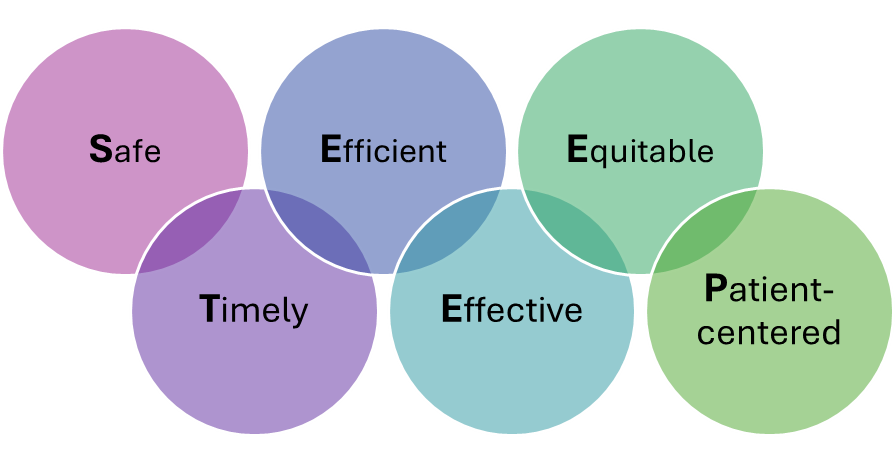 Safe
Timely
Efficient
Effective
Equitable
Patient-
centered